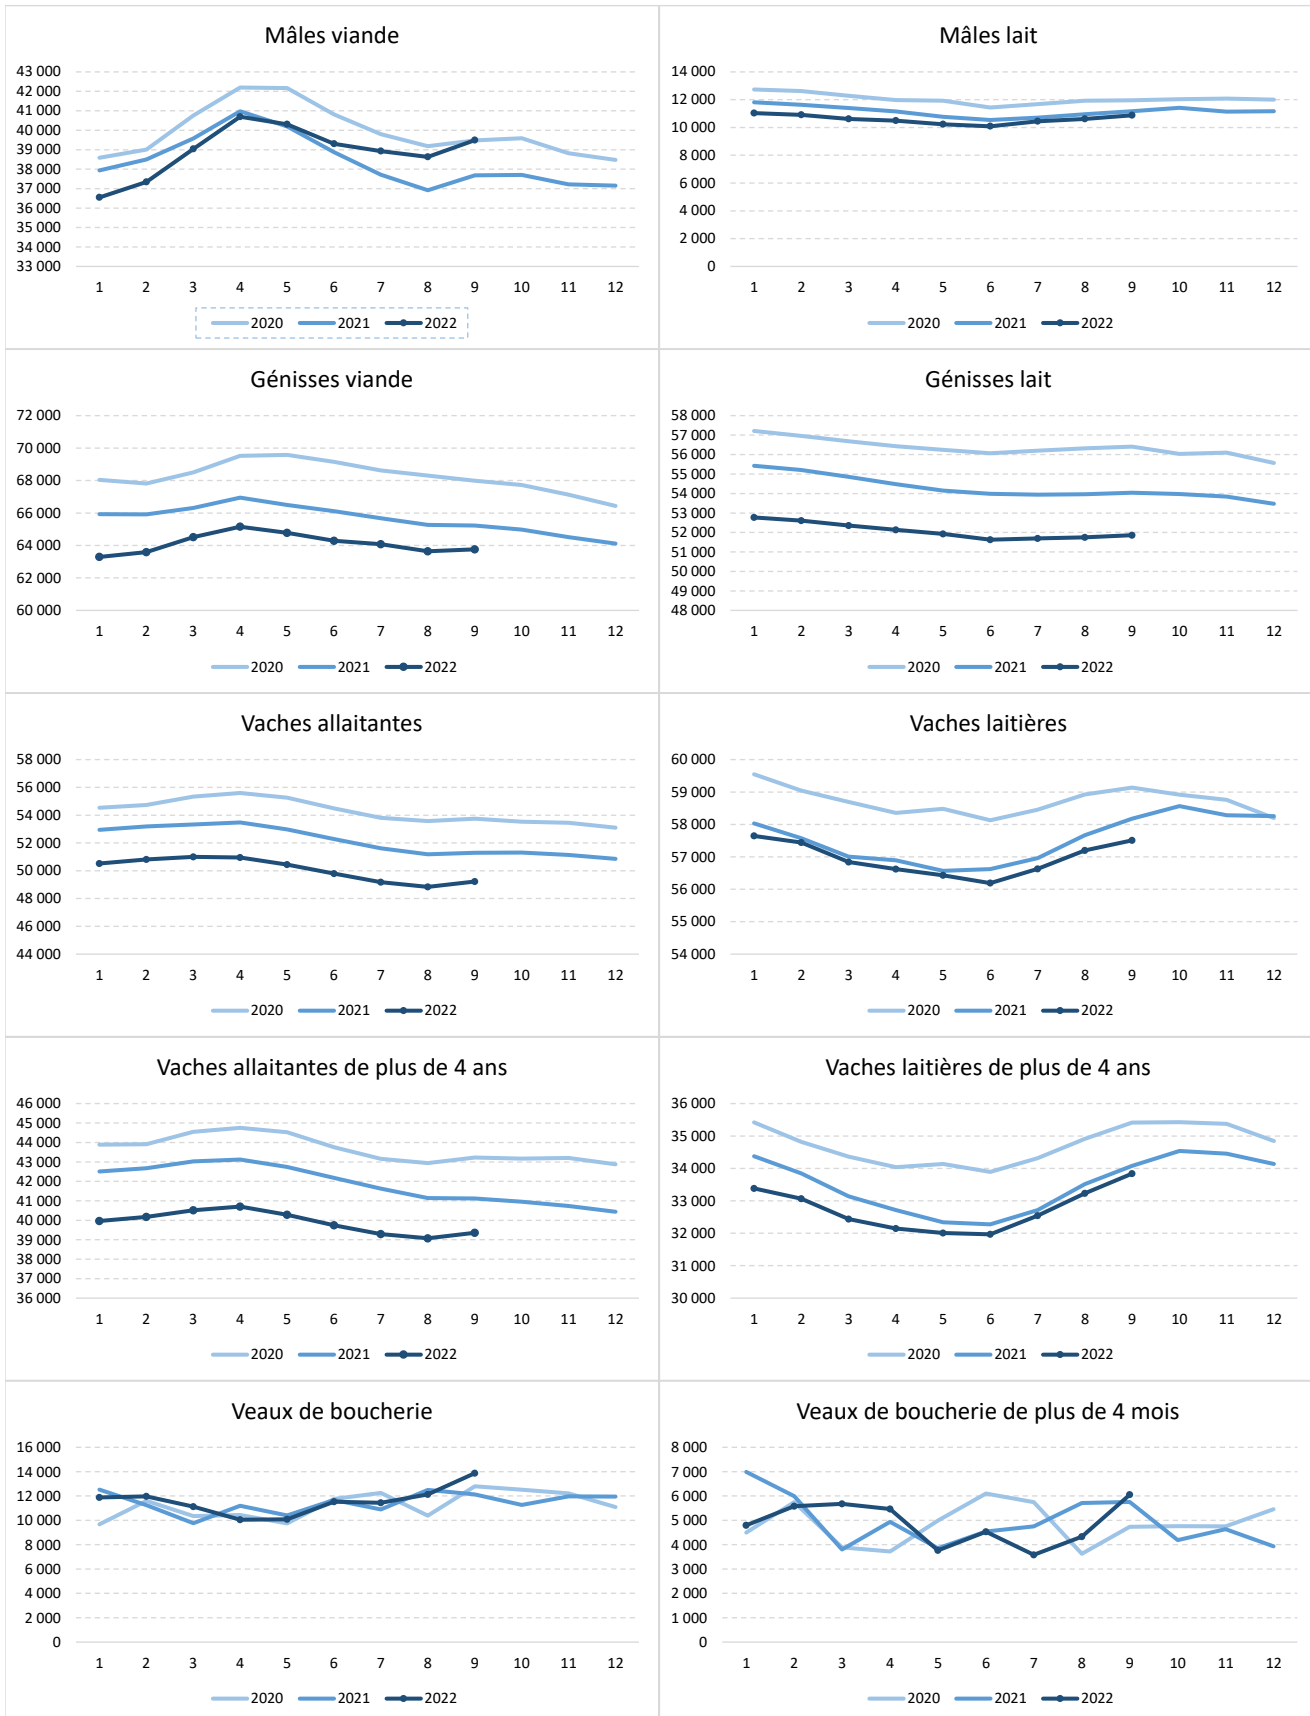 Mâles viande
43 000
42 000
41 000
40 000
39 000
38 000
37 000
36 000
35 000
34 000
33 000
1 2 3 4 5 6 7 8 9 10 11 12
2020 2021 2022
Mâles lait
14 000
12 000
10 000
8 000
6 000
4 000
2 000
0
1 2 3 4 5 6 7 8 9 10 11 12
2020 2021 2022
Génisses viande
72 000
70 000
68 000
66 000
64 000
62 000
60 000
1 2 3 4 5 6 7 8 9 10 11 12
2020 2021 2022
Génisses lait
58 000
57 000
56 000
55 000
54 000
53 000
52 000
51 000
50 000
49 000
48 000
1 2 3 4 5 6 7 8 9 10 11 12
2020 2021 2022
Vaches allaitantes
58 000
56 000
54 000
52 000
50 000
48 000
46 000
44 000
1 2 3 4 5 6 7 8 9 10 11 12
2020 2021 2022
Vaches laitières
60 000
59 000
58 000
57 000
56 000
55 000
54 000
1 2 3 4 5 6 7 8 9 10 11 12
2020 2021 2022
Vaches allaitantes de plus de 4 ans
46 000
45 000
44 000
43 000
42 000
41 000
40 000
39 000
38 000
37 000
36 000
1 2 3 4 5 6 7 8 9 10 11 12
2020 2021 2022
Vaches laitières de plus de 4 ans
36 000
35 000
34 000
33 000
32 000
31 000
30 000
1 2 3 4 5 6 7 8 9 10 11 12
2020 2021 2022
Veaux de boucherie
16 000
14 000
12 000
10 000
8 000
6 000
4 000
2 000
0
1 2 3 4 5 6 7 8 9 10 11 12
2020 2021 2022
Veaux de boucherie de plus de 4 mois
8 000
7 000
6 000
5 000
4 000
3 000
2 000
1 000
0
1 2 3 4 5 6 7 8 9 10 11 12
2020 2021 2022